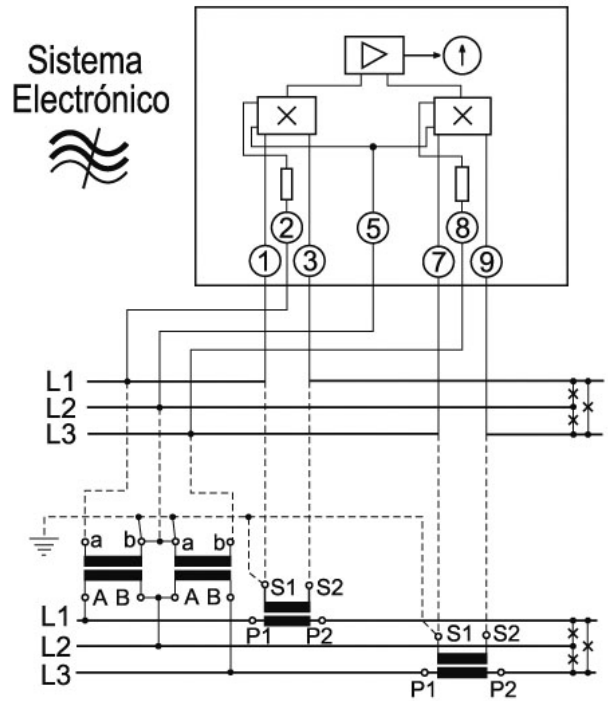 Sistema
Electrónico
2 5 8
1 3 7 9
L1
L2
L3
a b a b
A B A B
S1 S2
L1
P1 P2
S1 S2
L2
L3
P1 P2